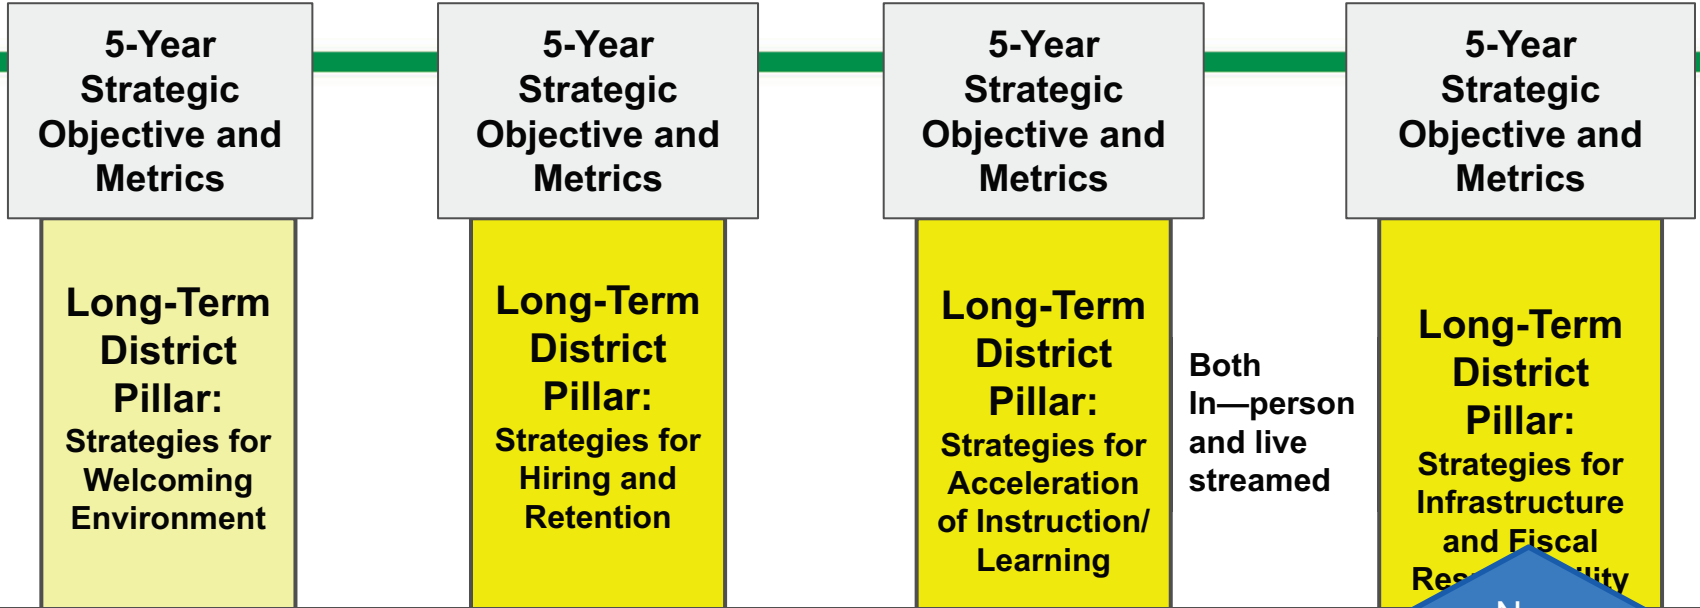 5-Year
Strategic
Objective and
Metrics
Long-Term
District
Pillar:
Strategies for
Welcoming
Environment
5-Year
Strategic
Objective and
Metrics
Long-Term
District
Pillar:
Strategies for
Hiring and
Retention
5-Year
Strategic
Objective and
Metrics
Long-Term
District
Pillar:
Strategies for
Acceleration
of Instruction/
Learning
Both
In—person
and live
streamed
5-Year
Strategic
Objective and
Metrics
Long-Term
District
Pillar:
Strategies for
Infrastructure
and Fiscal